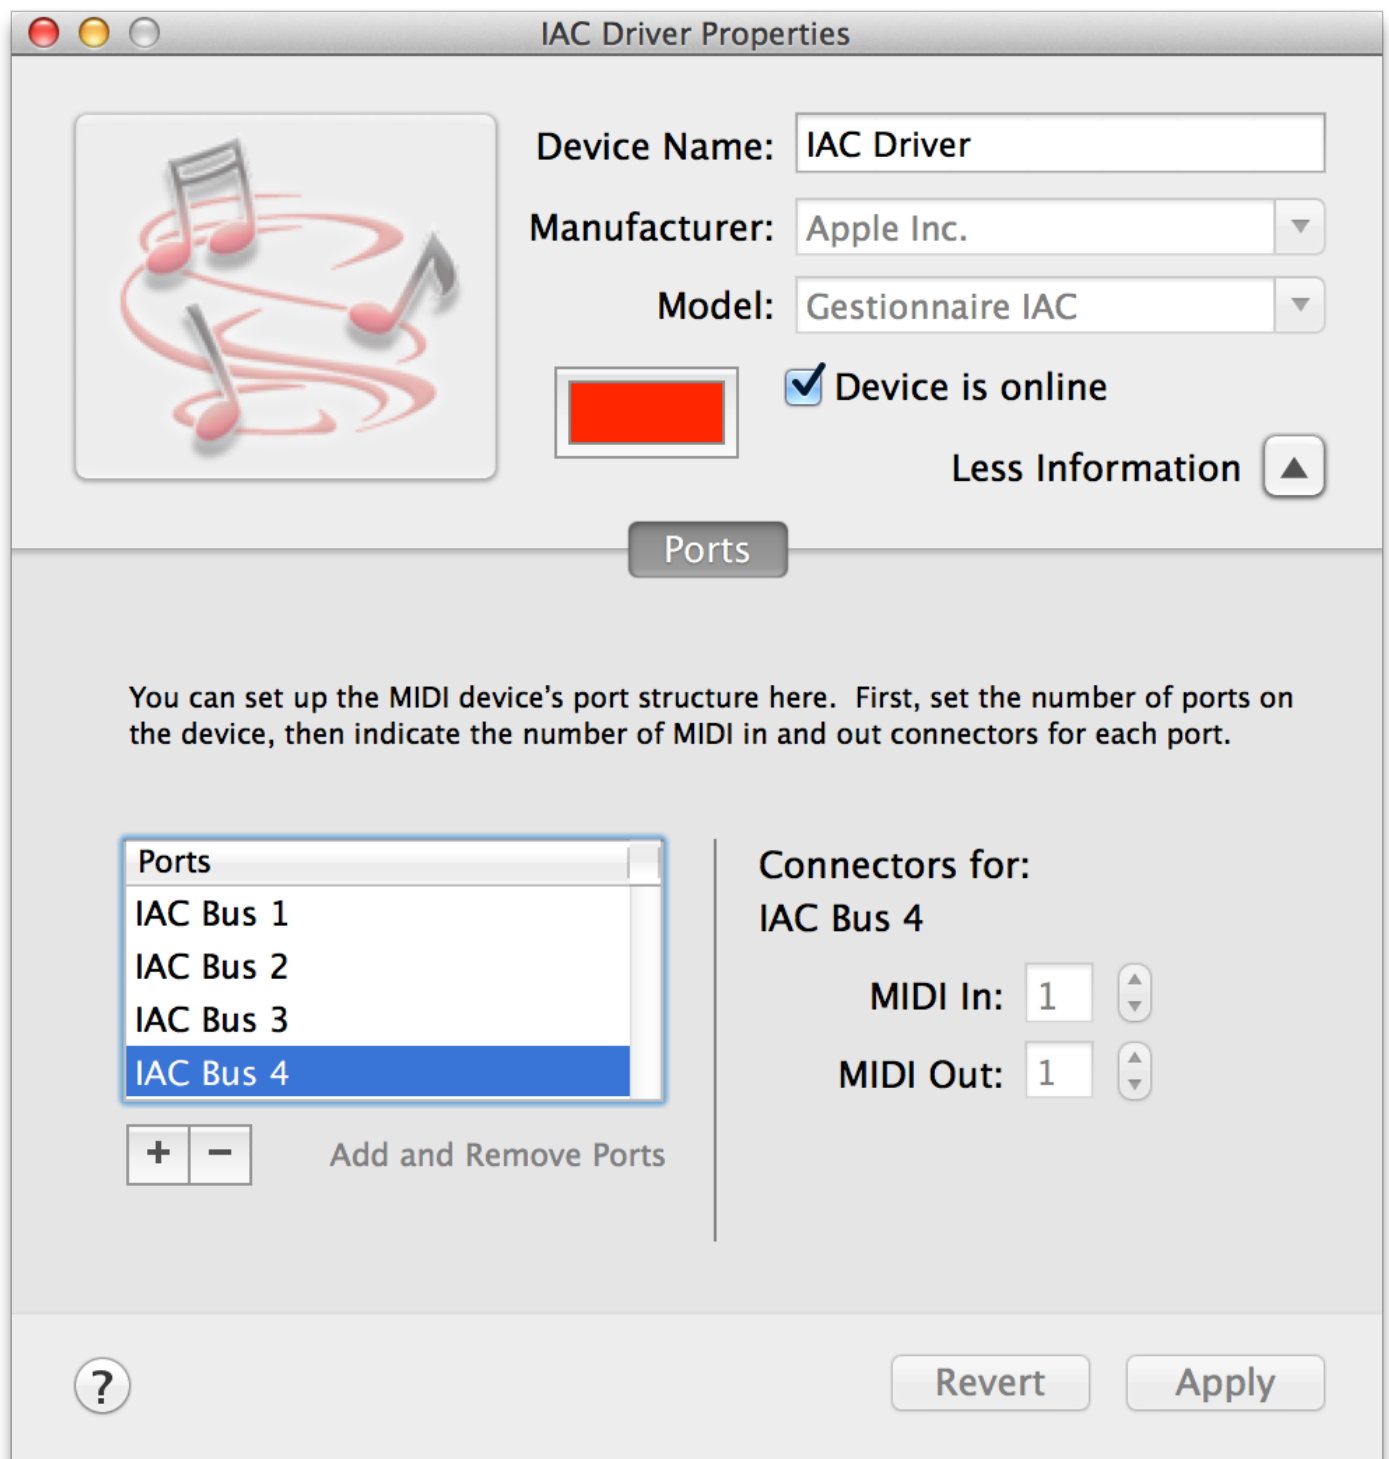 IAC Driver Properties
Device Name: IAC Driver
Manufacturer: Apple Inc.
Model: Gestionnaire IAC
Device is online
Less Information
Ports
You can set up the MIDI device's port structure here.  First, set the number of ports on
the device, then indicate the number of MIDI in and out connectors for each port.
Ports
IAC Bus 1
IAC Bus 2
IAC Bus 3
IAC Bus 4
+ −
Add and Remove Ports
Connectors for:
IAC Bus 4
MIDI In: 1
MIDI Out: 1
?
Revert
Apply